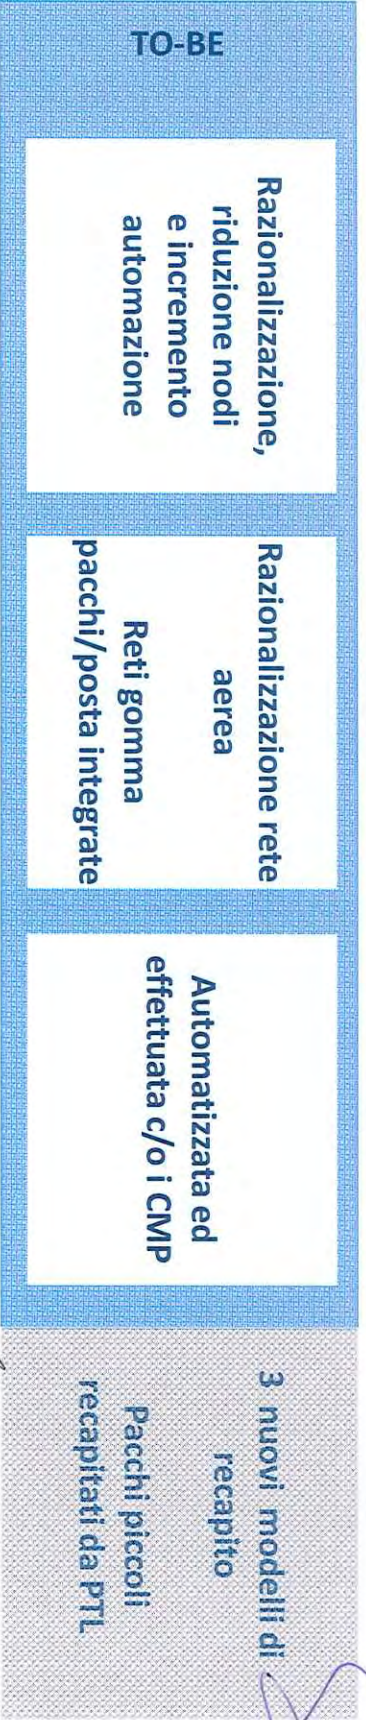 TO-BE
Razionalizzazione,
riduzione nodi
e incremento
automazione
Razionalizzazione rete
aerea
Reti gomma
pacchi/posta integrate
Automatizzata ed
effettuata c/o i CMP
3 nuovi modelli di
recapito
Pacchi piccoli
recapitati da PTL